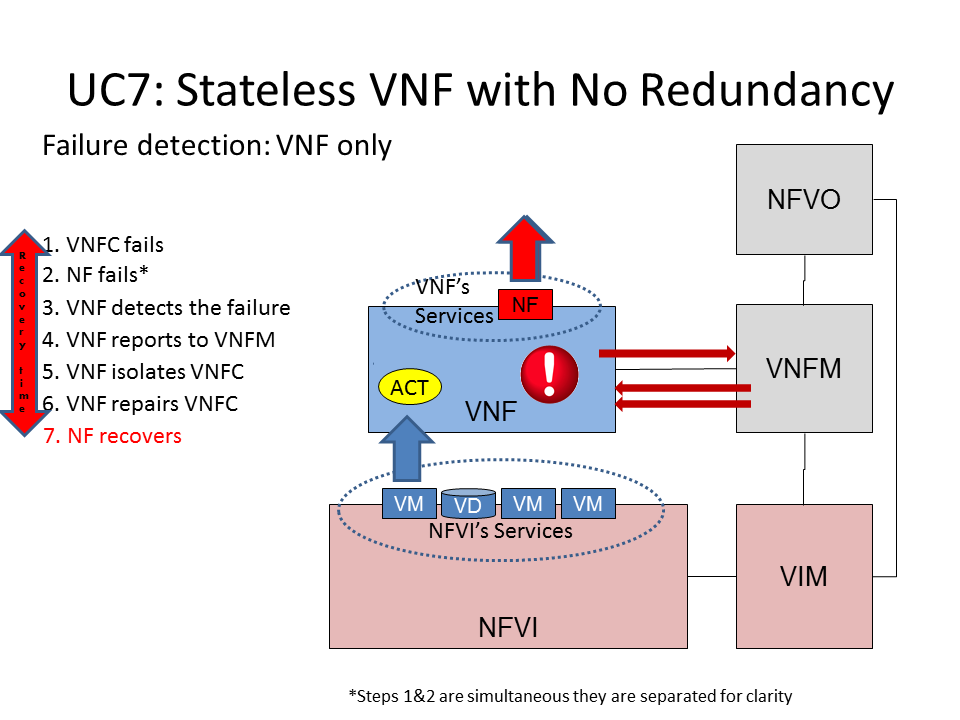 UC7: Stateless VNF with No Redundancy
Failure detection: VNF only
Recovery time
1. VNFC fails
2. NF fails*
3. VNF detects the failure
4. VNF reports to VNFM
5. VNF isolates VNFC
6. VNF repairs VNFC
7. NF recovers
VNF's
Services
NF
ACT
!
VNF
NFVO
VNFM
VM
VD
VM
VM
NFVI's Services
NFVI
VIM
*Steps 1&2 are simultaneous they are separated for clarity